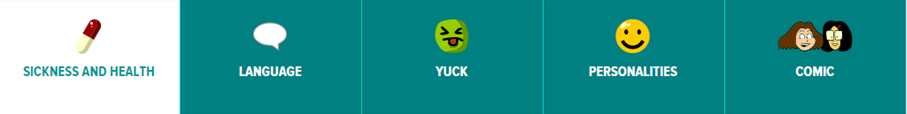 SICKNESS AND HEALTH
LANGUAGE
YUCK
PERSONALITIES
COMIC